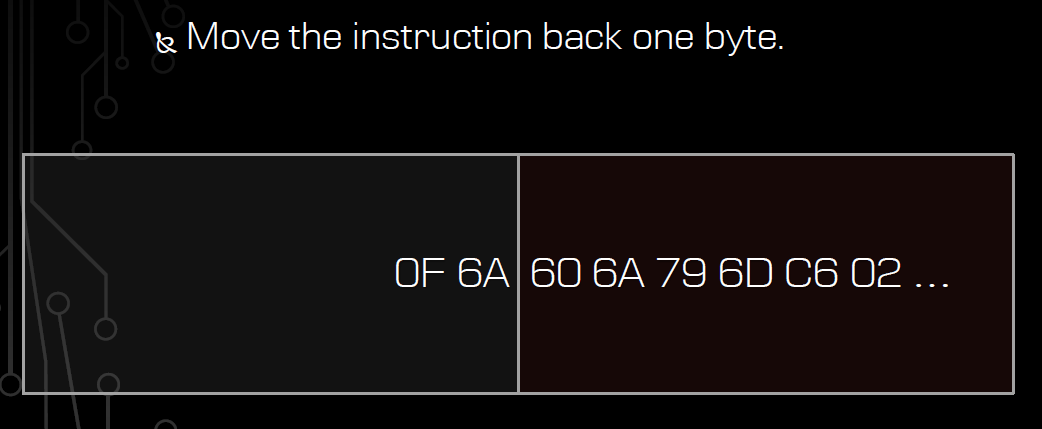 Move the instruction back one byte.
0F 6A 60 6A 79 6D C6 02 ...